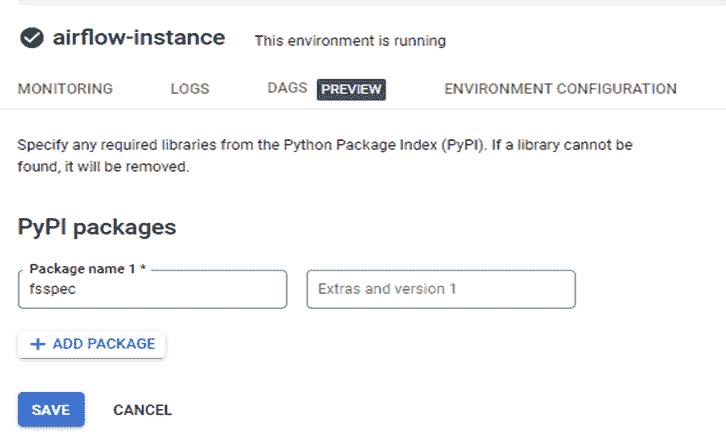 airflow-instance This environment is running
MONITORING LOGS DAGS PREVIEW ENVIRONMENT CONFIGURATION
Specify any required libraries from the Python Package Index (PyPI). If a library cannot be
found, it will be removed.
PyPI packages
Package name 1 *
fsspec Extras and version 1
+ ADD PACKAGE
SAVE CANCEL